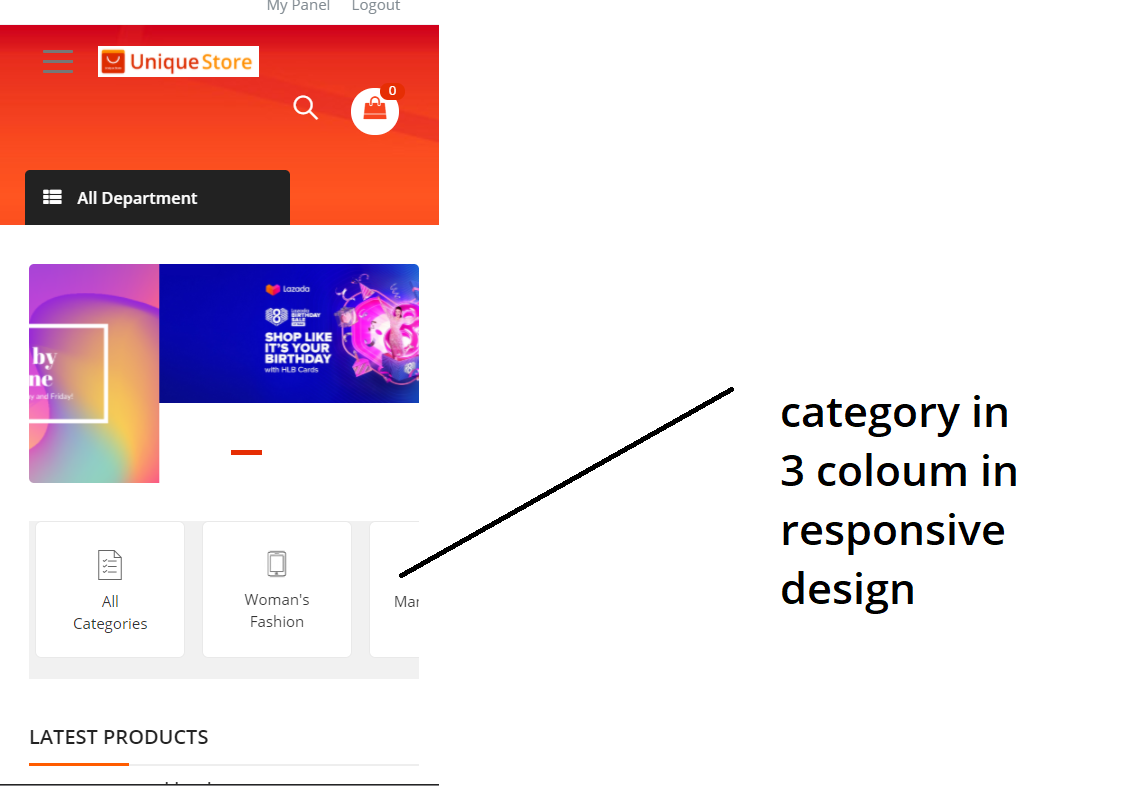 My Panel Logout
Unique Store
0
All Department
by
ne
y and Friday!
Lazada
BIRTHDAY
SALE
SHOP LIKE
IT'S YOUR
BIRTHDAY
with HLB Cards
All
Categories
Woman's
Fashion
Mar
category in
3 coloum in
responsive
design
LATEST PRODUCTS